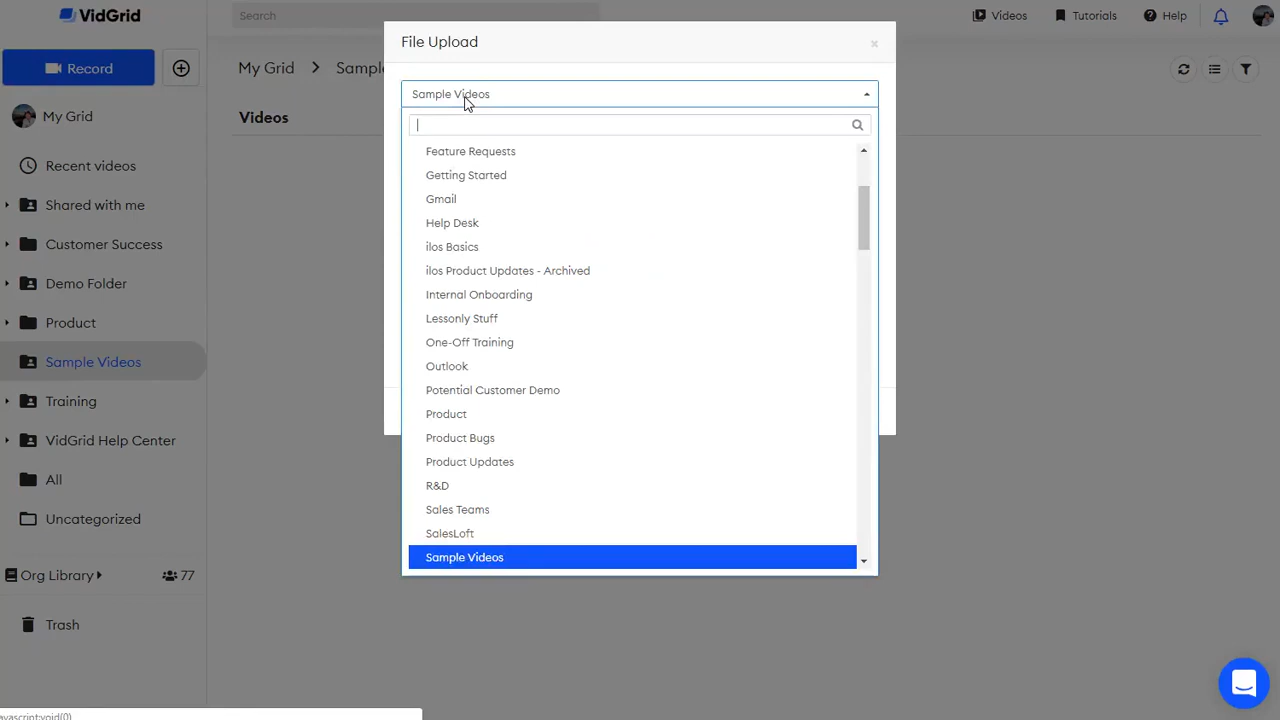 VidGrid
Search
Videos
Tutorials
Help
Record
My Grid
Recent videos
Shared with me
Customer Success
Demo Folder
Product
Sample Videos
Training
VidGrid Help Center
All
Uncategorized
Org Library
77
Trash
My Grid > Sample
Videos
File Upload
×
Sample Videos
Feature Requests
Getting Started
Gmail
Help Desk
ilos Basics
ilos Product Updates - Archived
Internal Onboarding
Lessonly Stuff
One-Off Training
Outlook
Potential Customer Demo
Product
Product Bugs
Product Updates
R&D
Sales Teams
SalesLoft
Sample Videos
avascript:void(0)